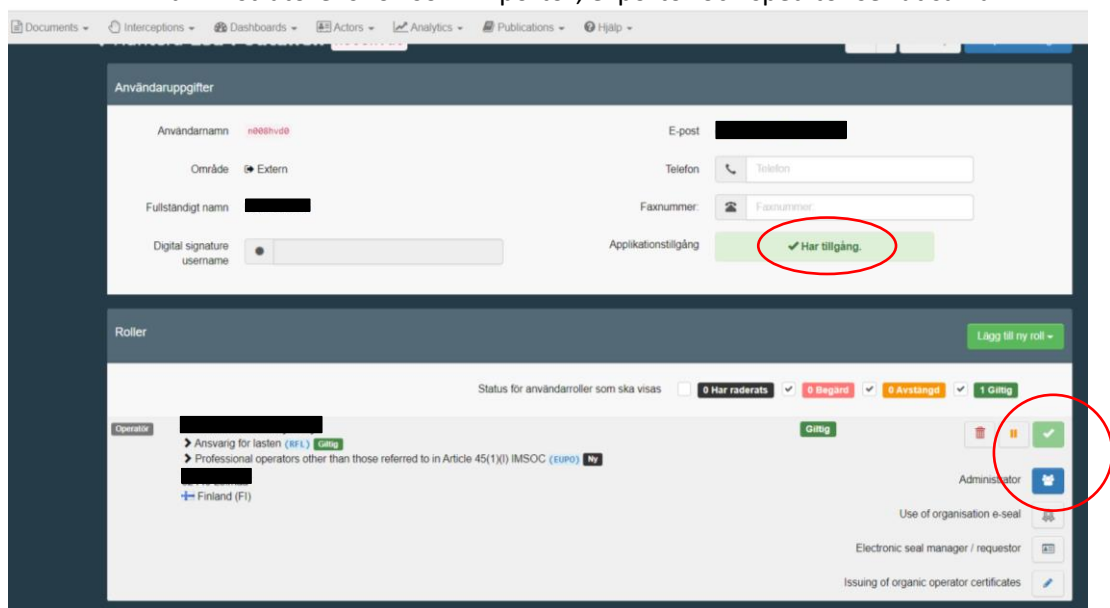 Documents Interceptions Dashboards Actors Analytics Publications Hjälp
Användaruppgifter
Användarnamn n008hvd0
E-post
Område Extern
Telefon Telefon
Fullständigt namn
Faxnummer: Faxnummer:
Digital signature username
Applikationstillgång Har tillgång.
Roller
Lägg till ny roll
Status för användarroller som ska visas 0 Har raderats 0 Begärd 0 Avstängd 1 Giltig
Operatör
Giltig
Ansvarig för lasten (RFL) Giltig
Professional operators other than those referred to in Article 45(1)(l) IMSOC (EUPO) Ny
Administrator
Finland (FI)
Use of organisation e-seal
Electronic seal manager / requestor
Issuing of organic operator certificates